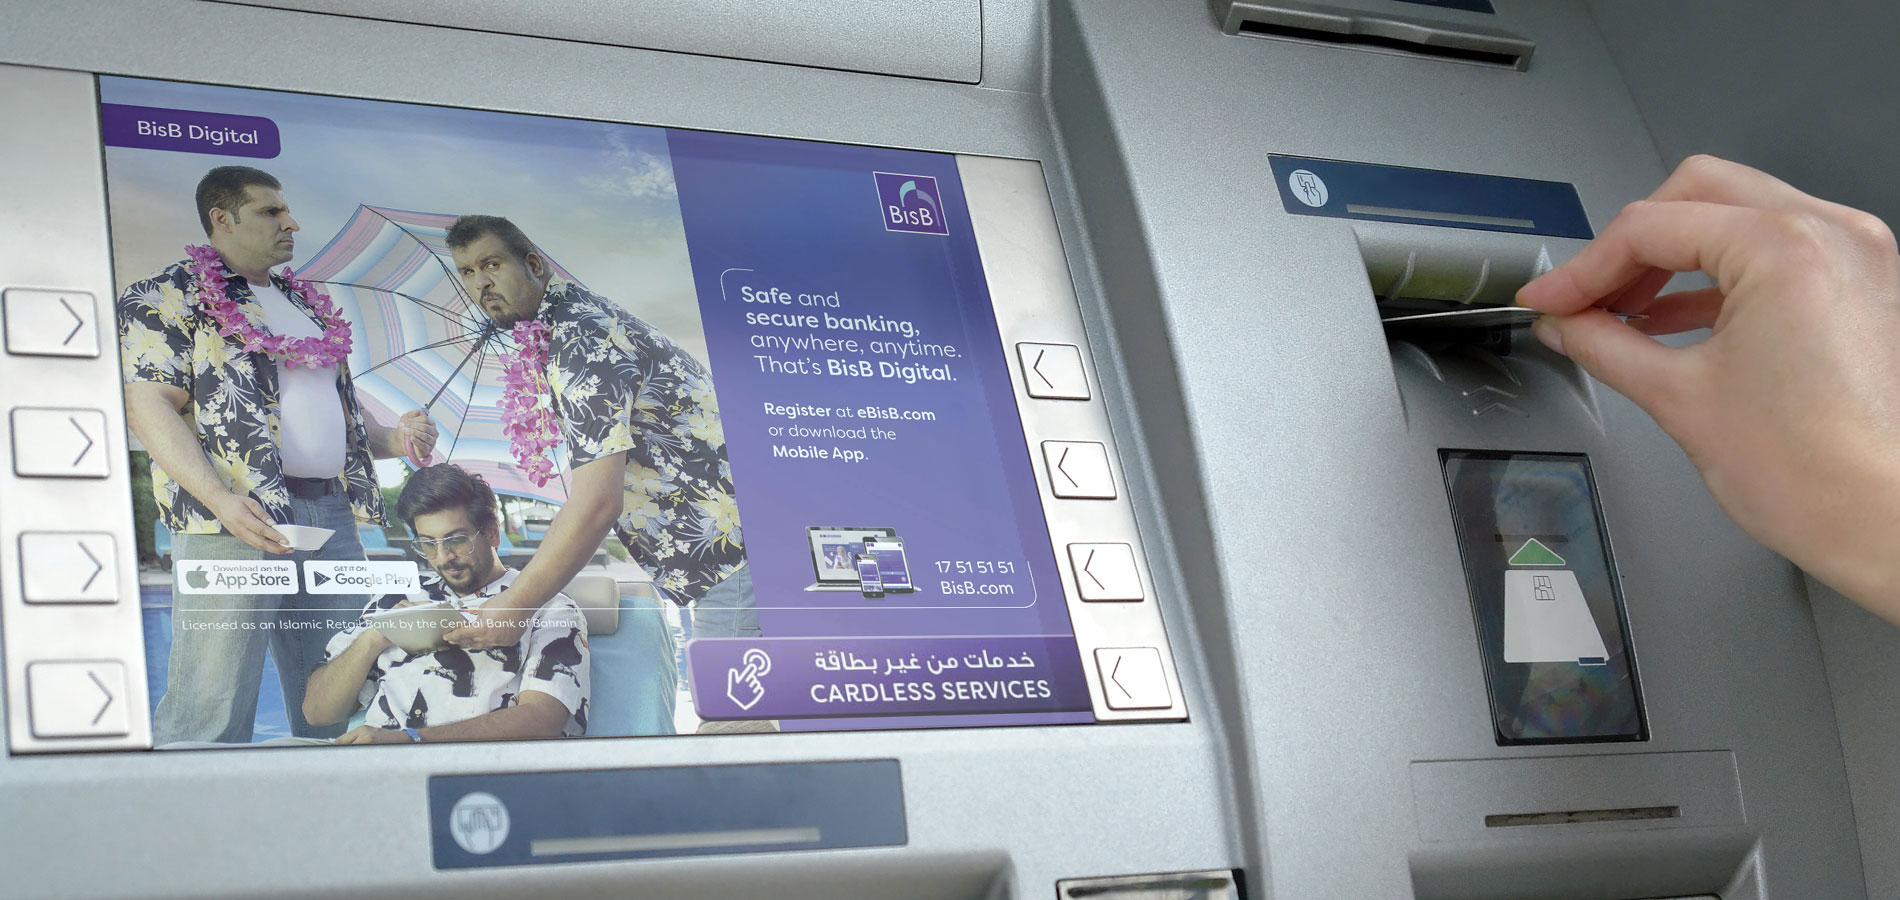 BisB Digital
BisB
Safe and
secure banking,
anywhere, anytime.
That's BisB Digital.
Register at eBisB.com
or download the
Mobile App.
Download on the
App Store
GET IT ON
Google Play
17 51 51 51
BisB.com
Licensed as an Islamic Retail Bank by the Central Bank of Bahrain
خدمات من غير بطاقة
CARDLESS SERVICES